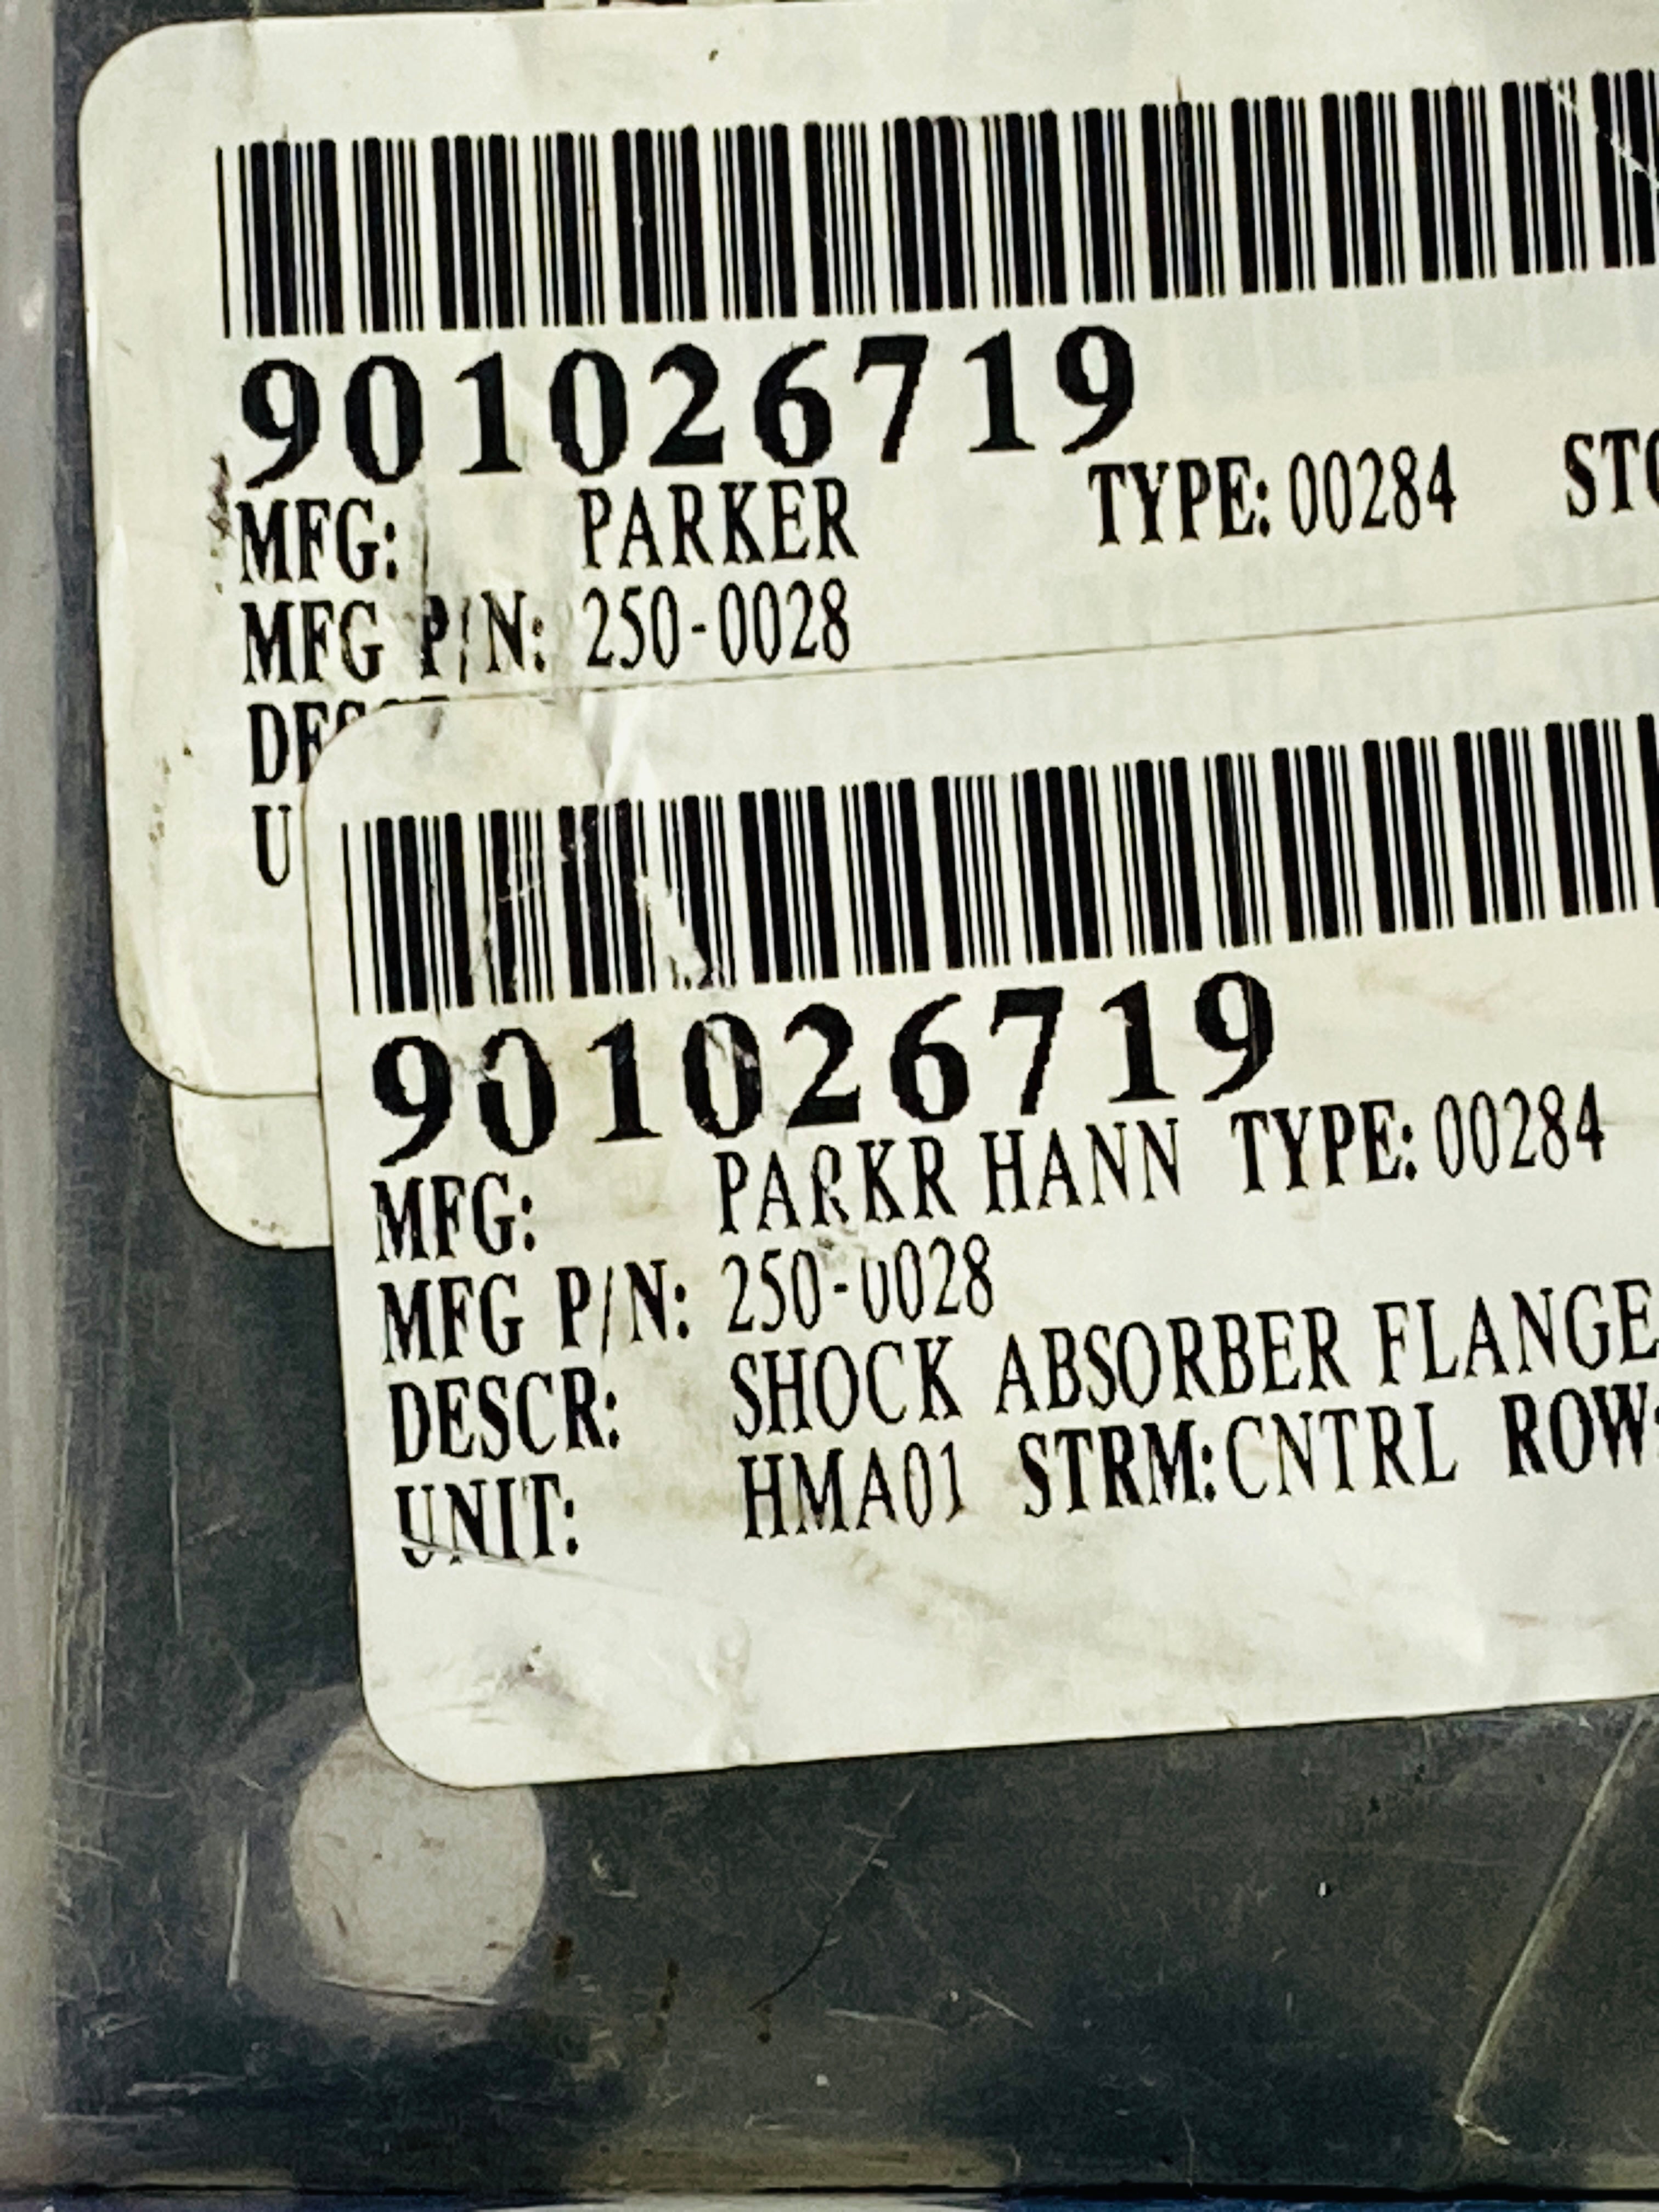 901026719
MFG: PARKER TYPE: 00284
MFG P/N: 250-0028
901026719
MFG: PARKR HANN TYPE: 00284
MFG P/N: 250-0028
DESCR: SHOCK ABSORBER FLANGE
UNIT: HMA01 STRM:CNTRL ROW: